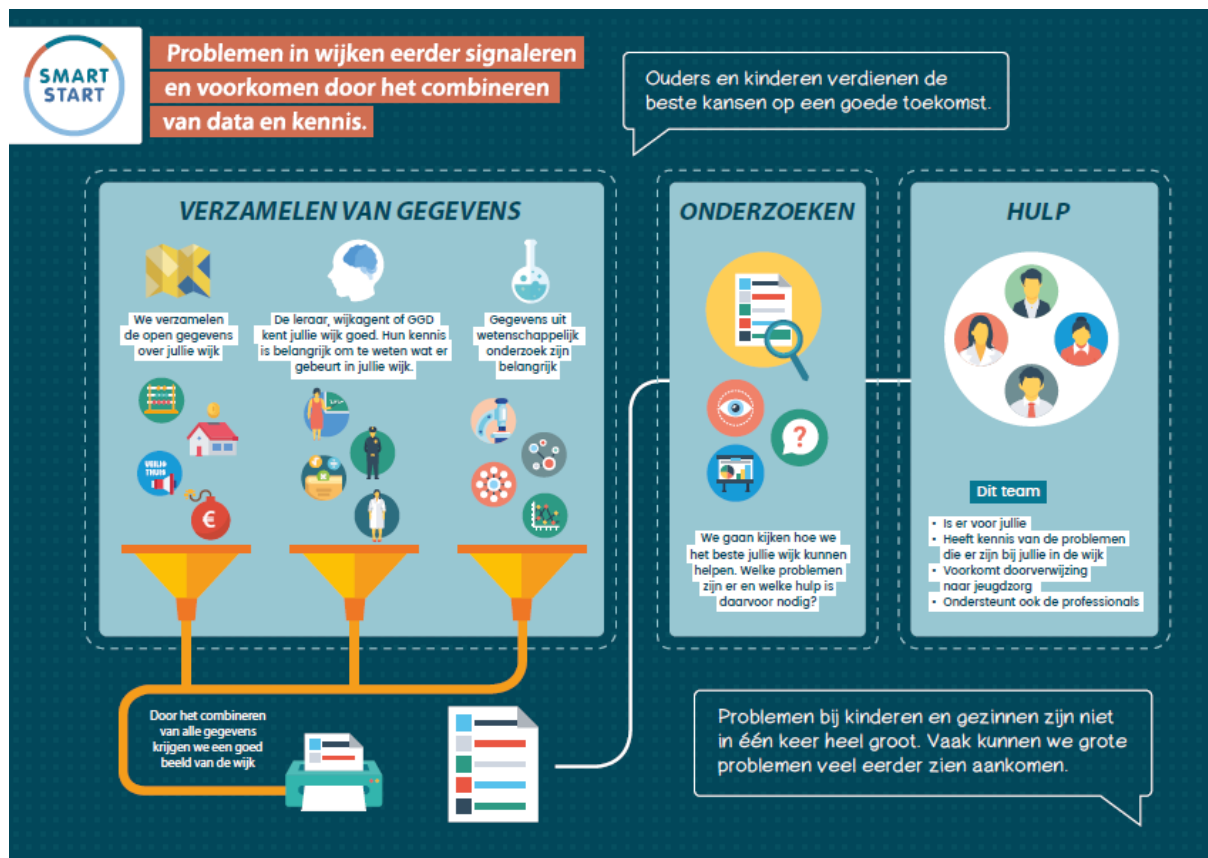 SMART
START
Problemen in wijken eerder signaleren
en voorkomen door het combineren
van data en kennis.
Ouders en kinderen verdienen de
beste kansen op een goede toekomst.
VERZAMELEN VAN GEGEVENS
We verzamelen
de open gegevens
over jullie wijk
De leraar, wijkagent of GGD
kent jullie wijk goed. Hun kennis
is belangrijk om te weten wat er
gebeurt in jullie wijk.
Gegevens uit
wetenschappelijk
onderzoek zijn
belangrijk
VEILIG
THUIS
€
Door het combineren
van alle gegevens
krijgen we een goed
beeld van de wijk
ONDERZOEKEN
?
We gaan kijken hoe we
het beste jullie wijk kunnen
helpen. Welke problemen
zijn er en welke hulp is
daarvoor nodig?
HULP
Dit team
• Is er voor jullie
• Heeft kennis van de problemen
die er zijn bij jullie in de wijk
• Voorkomt doorverwijzing
naar jeugdzorg
• Ondersteunt ook de professionals
Problemen bij kinderen en gezinnen zijn niet
in één keer heel groot. Vaak kunnen we grote
problemen veel eerder zien aankomen.